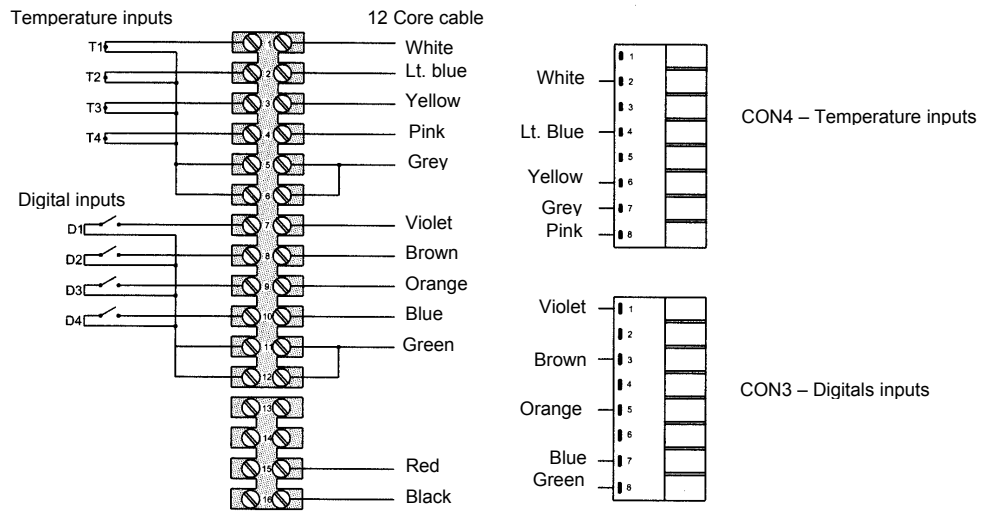 Temperature inputs
12 Core cable
T1
T2
T3
T4
1
2
3
4
5
6
7
8
9
10
11
12
13
14
15
16
White
Lt. blue
Yellow
Pink
Grey
Digital inputs
D1
D2
D3
D4
Violet
Brown
Orange
Blue
Green
Red
Black
1
White 2
3
Lt. Blue 4
5
Yellow 6
Grey 7
Pink 8
CON4 – Temperature inputs
Violet 1
2
Brown 3
4
Orange 5
6
Blue 7
Green 8
CON3 – Digitals inputs